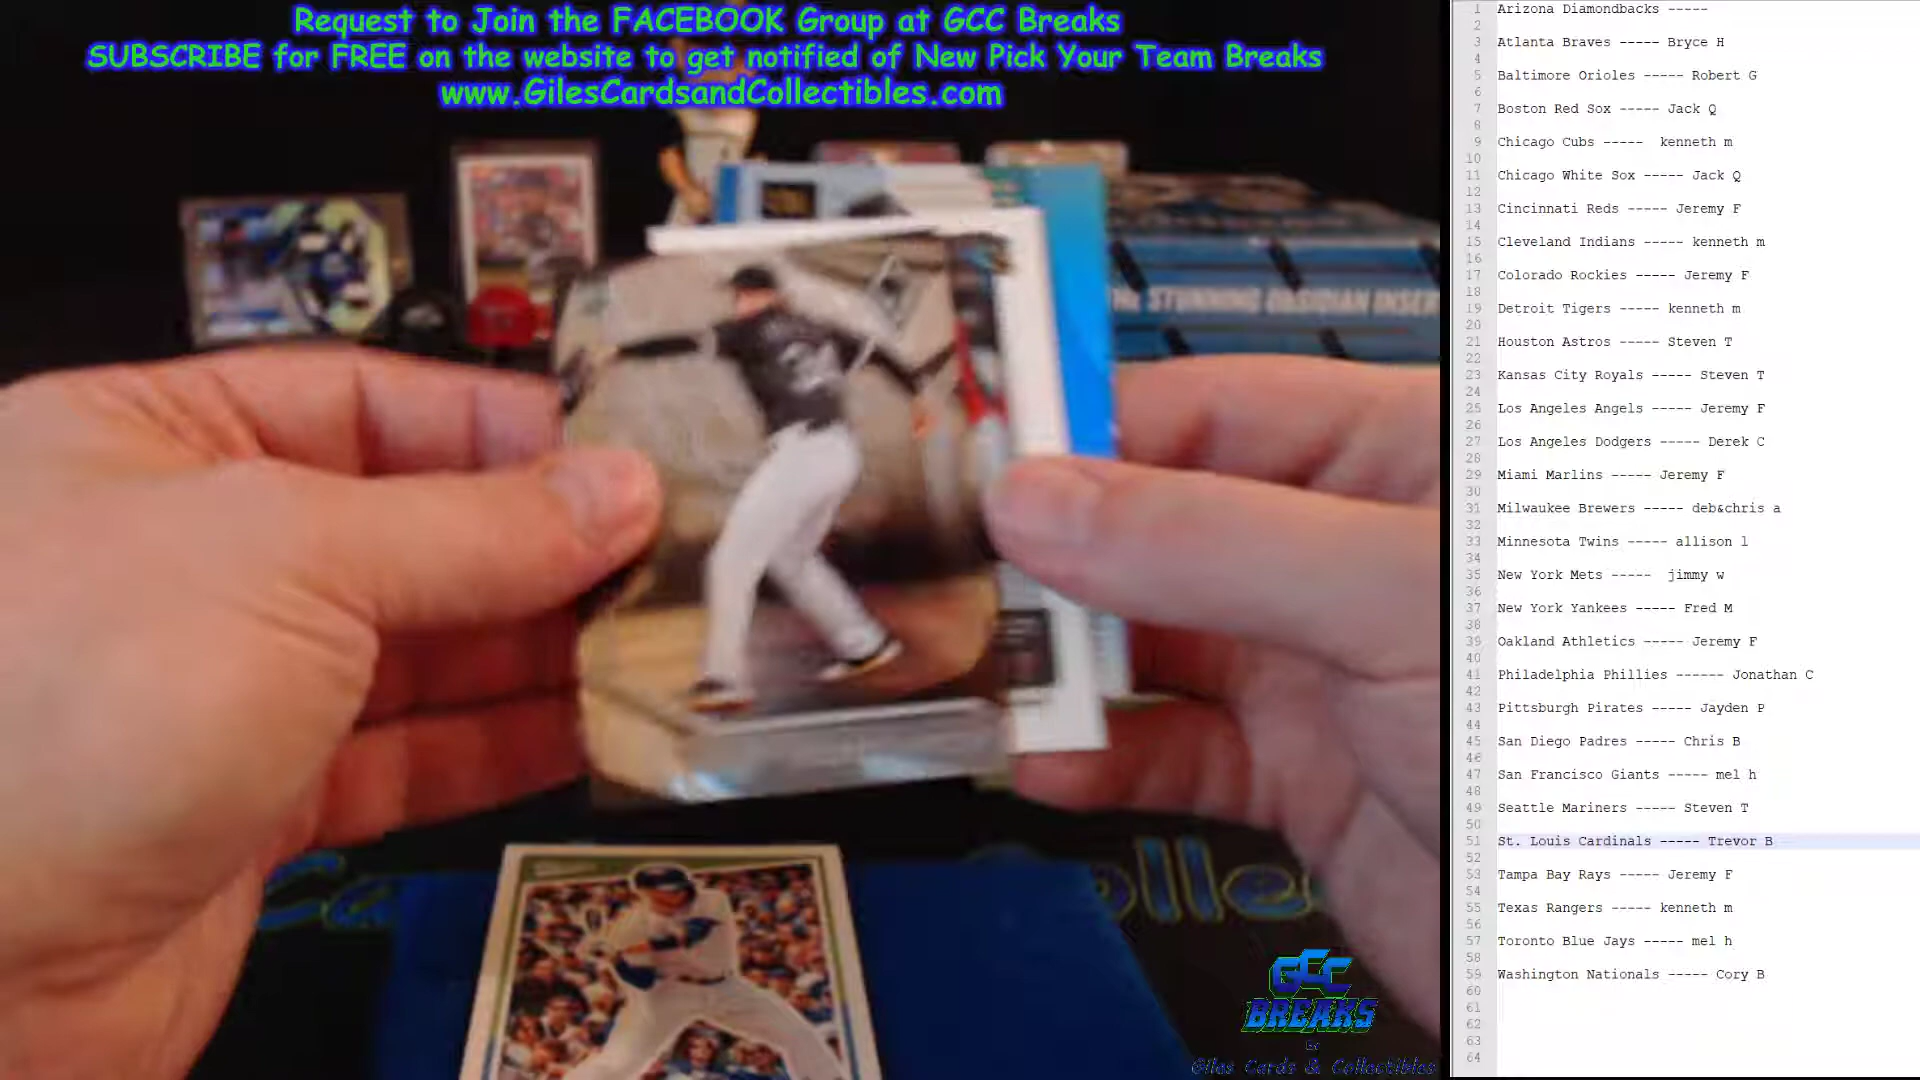 Request to Join the FACEBOOK Group at GCC Breaks
SUBSCRIBE for FREE on the website to get notified of New Pick Your Team Breaks
www.GilesCardsandCollectibles.com
STUNNING OBSIDIAN INSER
GCC
BREAKS
Giles Cards & Collectibles
1 Arizona Diamondbacks -----
2
3 Atlanta Braves ----- Bryce H
4
5 Baltimore Orioles ----- Robert G
6
7 Boston Red Sox ----- Jack Q
8
9 Chicago Cubs -----  kenneth m
10
11 Chicago White Sox ----- Jack Q
12
13 Cincinnati Reds ----- Jeremy F
14
15 Cleveland Indians ----- kenneth m
16
17 Colorado Rockies ----- Jeremy F
18
19 Detroit Tigers ----- kenneth m
20
21 Houston Astros ----- Steven T
22
23 Kansas City Royals ----- Steven T
24
25 Los Angeles Angels ----- Jeremy F
26
27 Los Angeles Dodgers ----- Derek C
28
29 Miami Marlins ----- Jeremy F
30
31 Milwaukee Brewers ----- deb&chris a
32
33 Minnesota Twins ----- allison l
34
35 New York Mets -----  jimmy w
36
37 New York Yankees ----- Fred M
38
39 Oakland Athletics ----- Jeremy F
40
41 Philadelphia Phillies ------ Jonathan C
42
43 Pittsburgh Pirates ----- Jayden P
44
45 San Diego Padres ----- Chris B
46
47 San Francisco Giants ----- mel h
48
49 Seattle Mariners ----- Steven T
50
51 St. Louis Cardinals ----- Trevor B
52
53 Tampa Bay Rays ----- Jeremy F
54
55 Texas Rangers ----- kenneth m
56
57 Toronto Blue Jays ----- mel h
58
59 Washington Nationals ----- Cory B
60
61
62
63
64